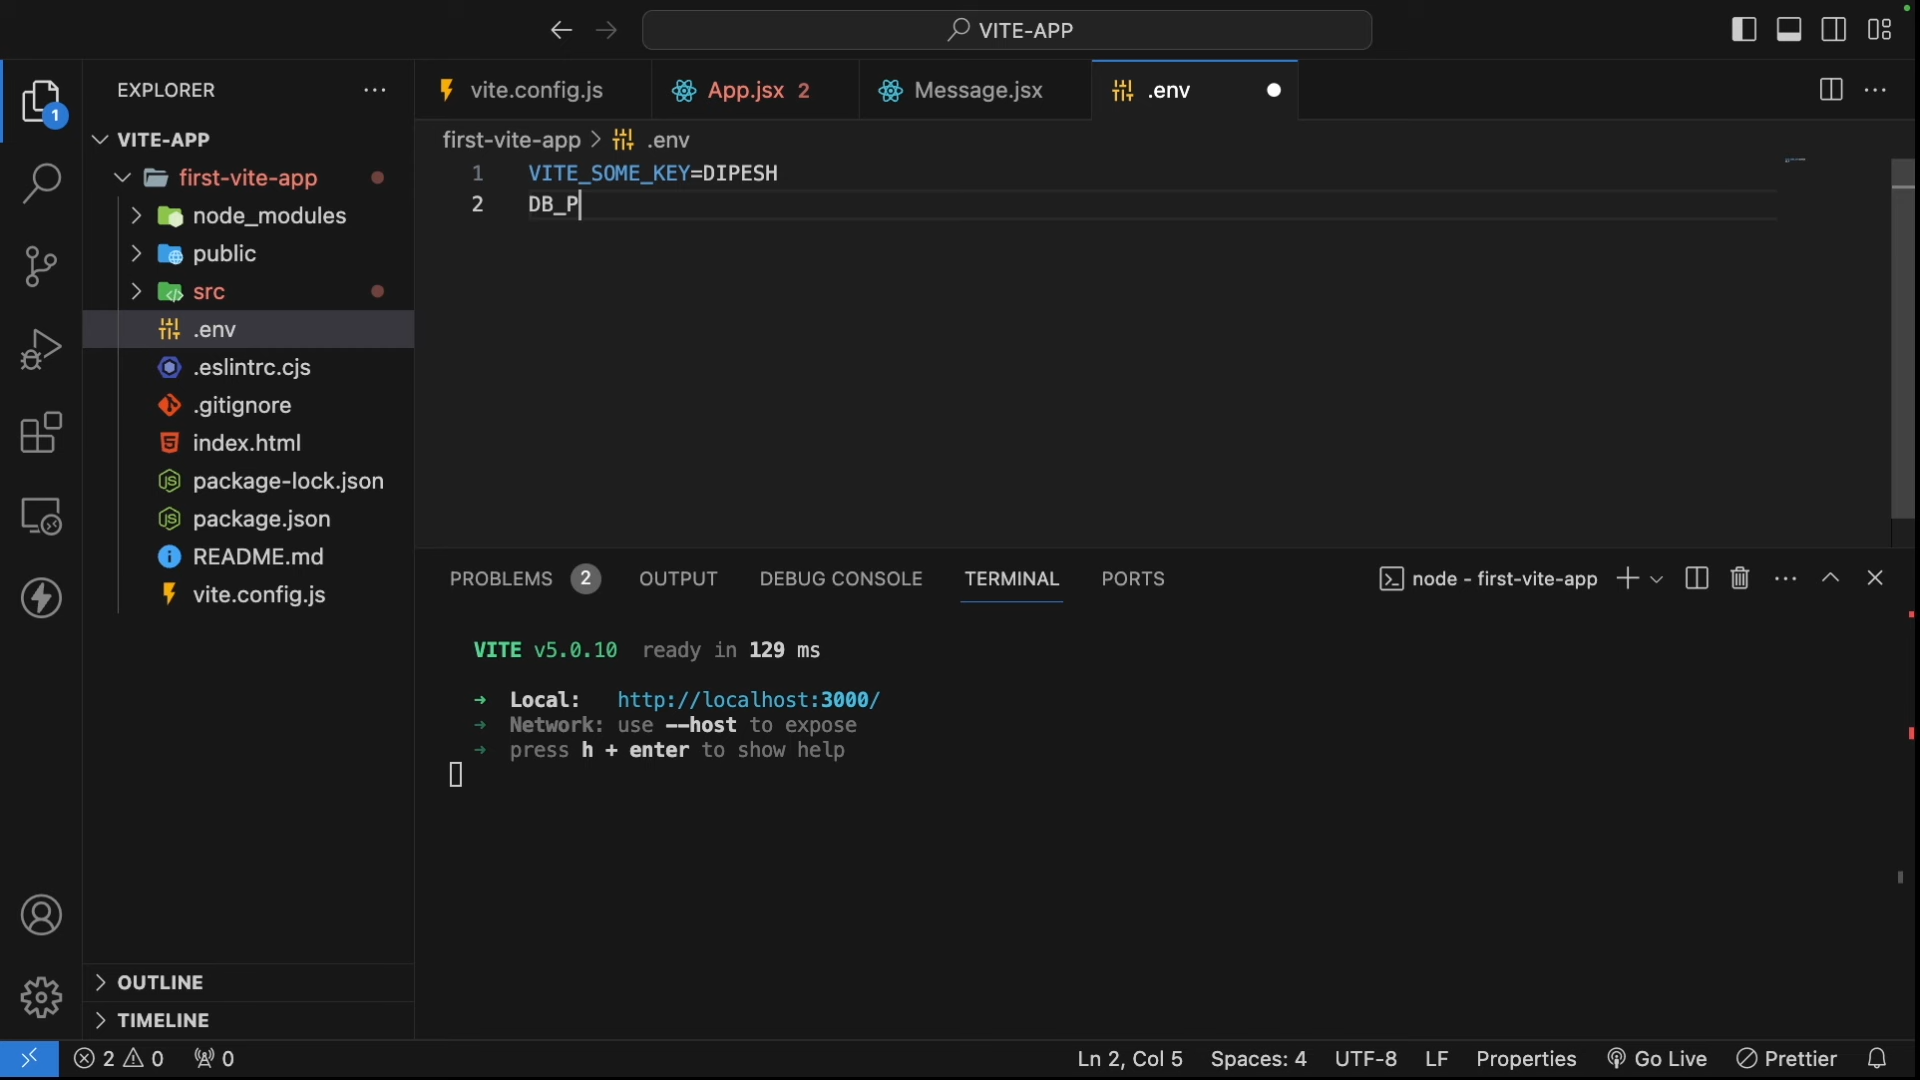 VITE-APP
EXPLORER
vite.config.js
App.jsx 2
Message.jsx
.env
1
VITE-APP
first-vite-app > .env
first-vite-app
1 VITE_SOME_KEY=DIPESH
2 DB_P
node_modules
public
src
.env
.eslintrc.cjs
.gitignore
index.html
package-lock.json
package.json
README.md
vite.config.js
PROBLEMS 2 OUTPUT DEBUG CONSOLE TERMINAL PORTS
node - first-vite-app
VITE v5.0.10 ready in 129 ms
➜ Local: http://localhost:3000/
➜ Network: use --host to expose
➜ press h + enter to show help
OUTLINE
TIMELINE
2 0 0
Ln 2, Col 5 Spaces: 4 UTF-8 LF Properties Go Live Prettier